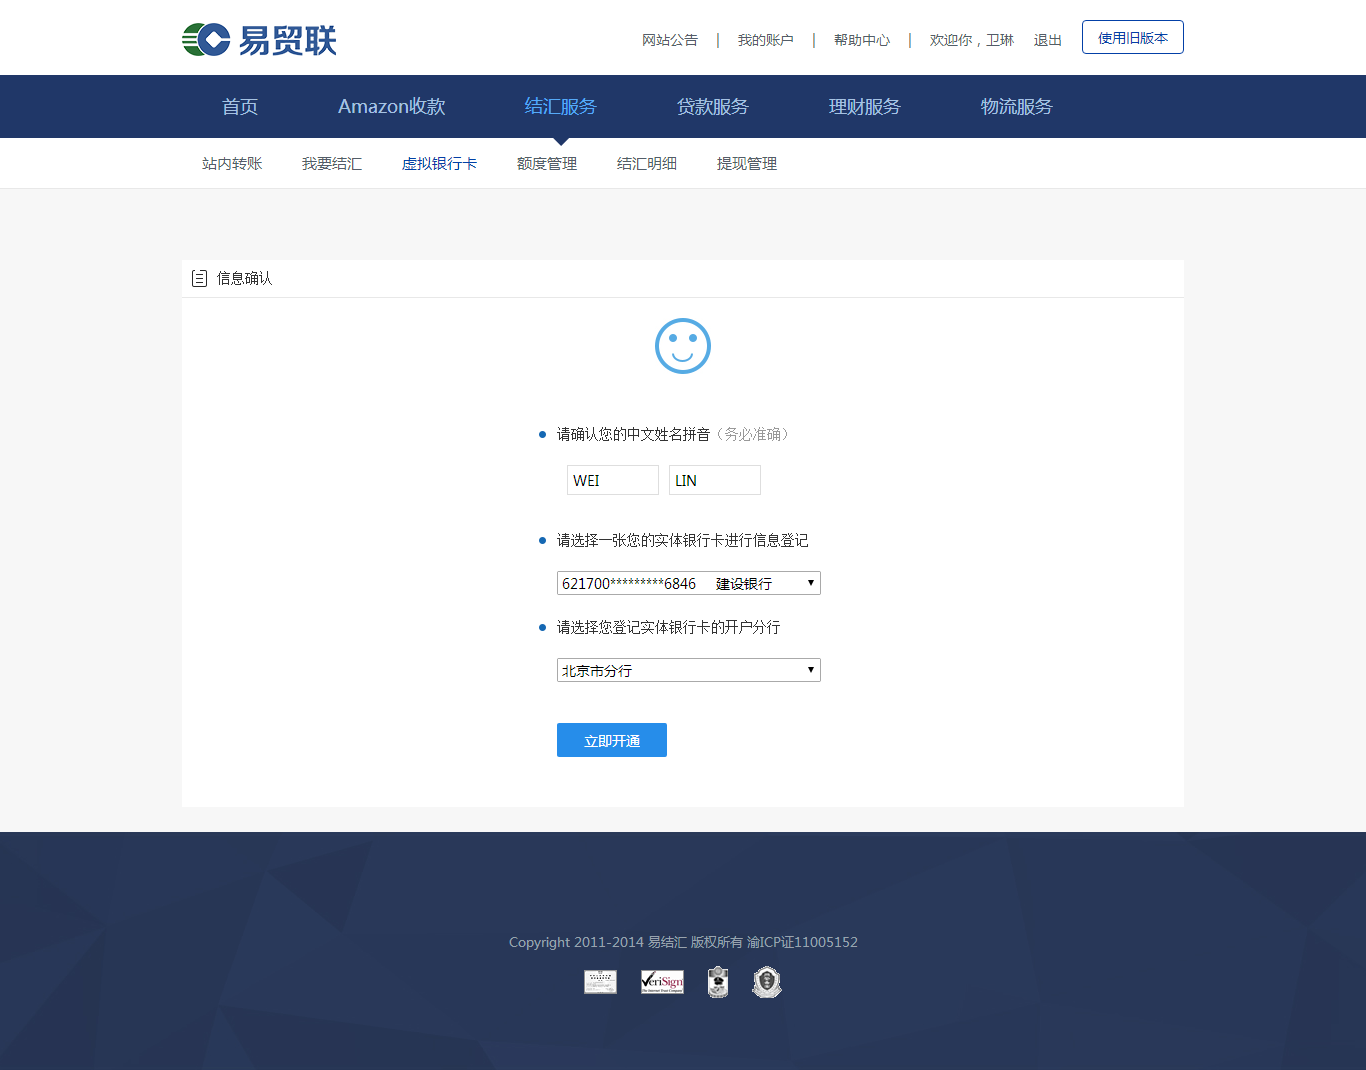 易贸联
网站公告 | 我的账户 | 帮助中心 | 欢迎你，卫琳 退出 使用旧版本
首页 Amazon收款 结汇服务 贷款服务 理财服务 物流服务
站内转账 我要结汇 虚拟银行卡 额度管理 结汇明细 提现管理
信息确认
请确认您的中文姓名拼音（务必准确）
WEI LIN
请选择一张您的实体银行卡进行信息登记
621700*********6846 建设银行
请选择您登记实体银行卡的开户分行
北京市分行
立即开通
Copyright 2011-2014 易结汇 版权所有 渝ICP证11005152
VeriSign